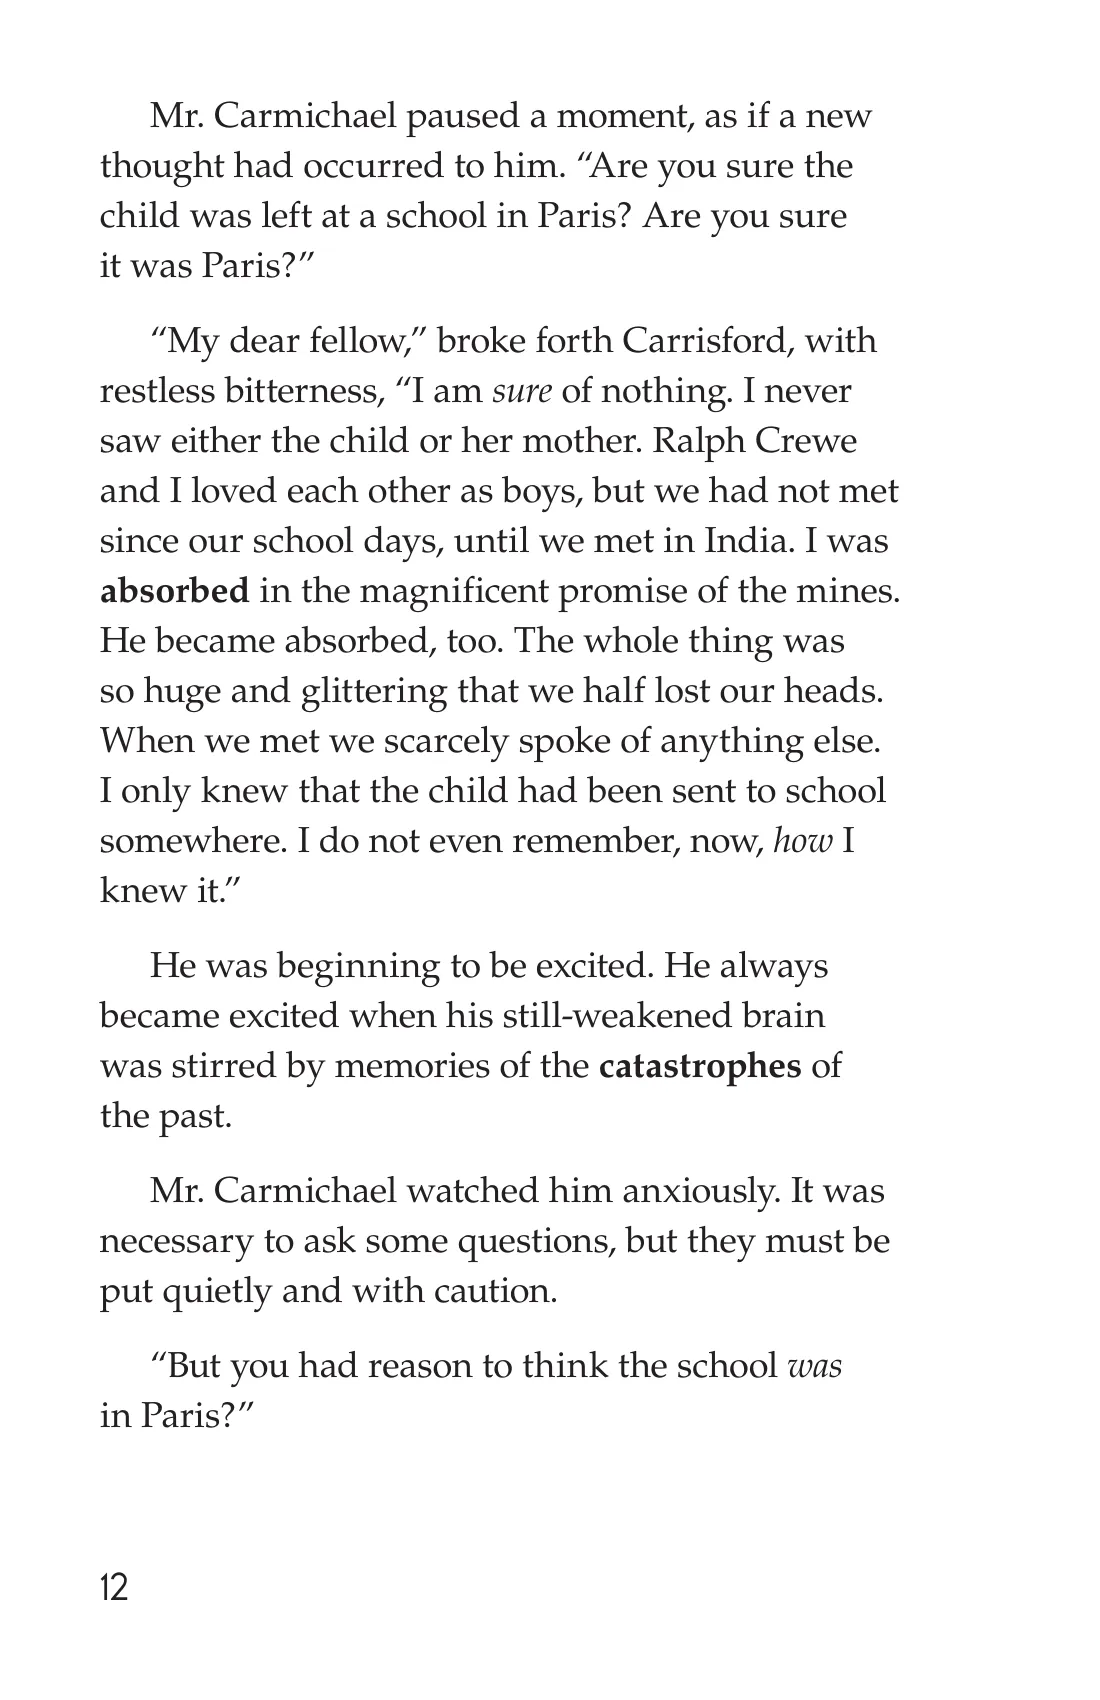 Mr. Carmichael paused a moment, as if a new
thought had occurred to him. “Are you sure the
child was left at a school in Paris? Are you sure
it was Paris?”
“My dear fellow,” broke forth Carrisford, with
restless bitterness, “I am sure of nothing. I never
saw either the child or her mother. Ralph Crewe
and I loved each other as boys, but we had not met
since our school days, until we met in India. I was
absorbed in the magnificent promise of the mines.
He became absorbed, too. The whole thing was
so huge and glittering that we half lost our heads.
When we met we scarcely spoke of anything else.
I only knew that the child had been sent to school
somewhere. I do not even remember, now, how I
knew it.”
He was beginning to be excited. He always
became excited when his still-weakened brain
was stirred by memories of the catastrophes of
the past.
Mr. Carmichael watched him anxiously. It was
necessary to ask some questions, but they must be
put quietly and with caution.
“But you had reason to think the school was
in Paris?”
12